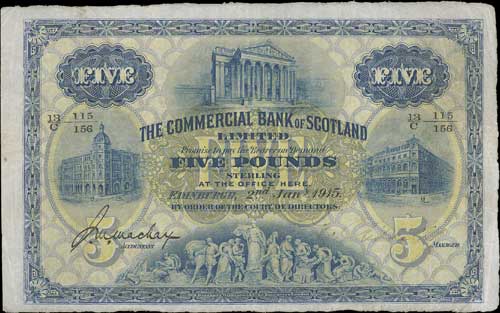 FIVE FIVE
13/C 115/156 13/C 115/156
THE COMMERCIAL BANK OF SCOTLAND
LIMITED
Promise to pay the Bearer on Demand
FIVE POUNDS
STERLING
AT THE OFFICE HERE
EDINBURGH, 2nd Jany 1915.
BY ORDER OF THE COURT OF DIRECTORS.
5 5
ACCOUNTANT MANAGER